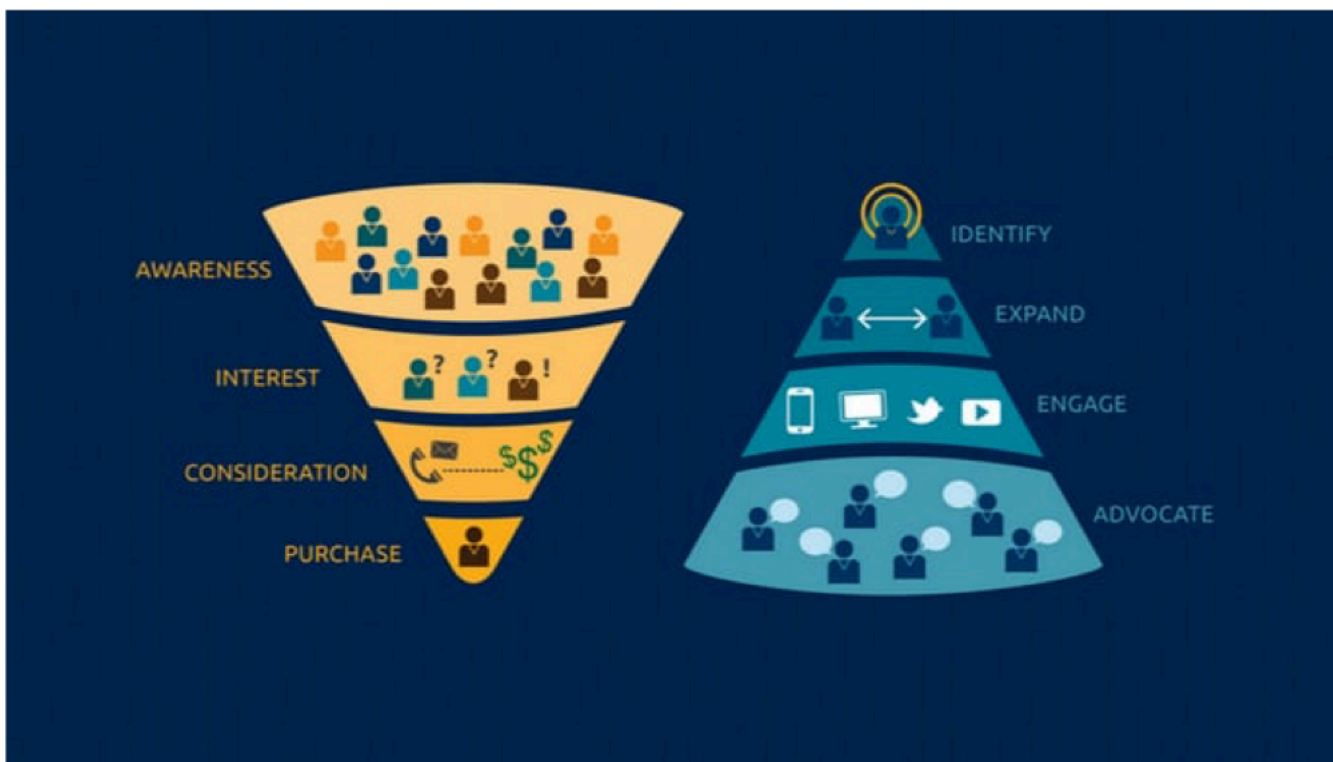 AWARENESS
INTEREST
? ? !
CONSIDERATION
$$$
PURCHASE
IDENTIFY
EXPAND
ENGAGE
ADVOCATE